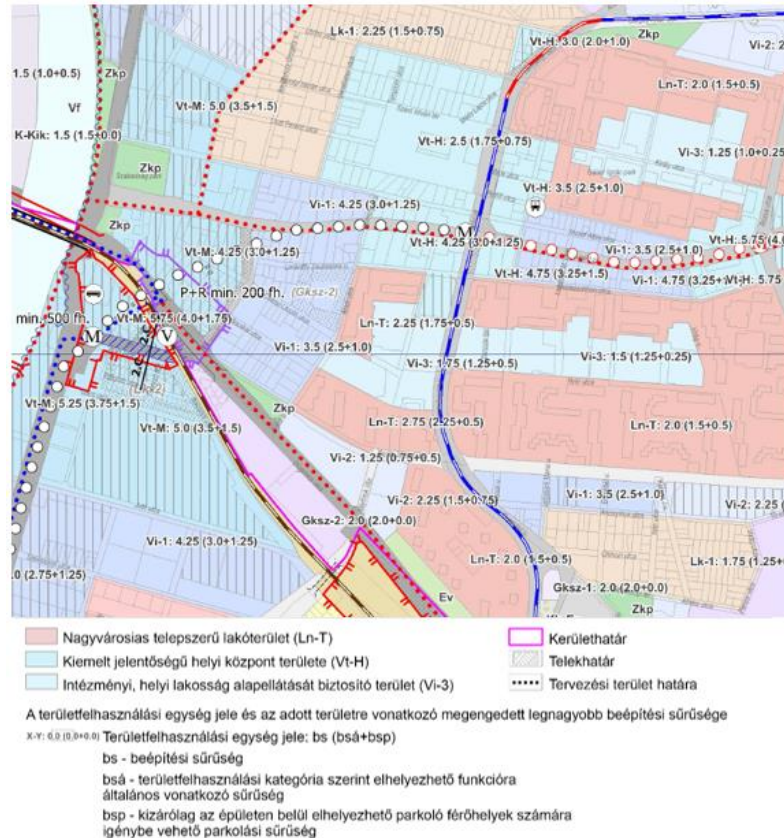 Lk-1: 2.25 (1.5+0.75)
Vt-H: 3.0 (2.0+1.0)
Zkp
Vi-2: 2
1.5 (1.0+0.5)
Zkp
Vt-M: 5.0 (3.5+1.5)
Ln-T: 2.0 (1.5+0.5)
Vf
K-Kik: 1.5 (1.5+0.0)
Vt-H: 2.5 (1.75+0.75)
Vi-3: 1.25 (1.0+0.25)
Zkp
Vt-H: 3.5 (2.5+1.0)
Zkp
Vi-1: 4.25 (3.0+1.25)
M
Vt-M: 4.25 (3.0+1.25)
Vt-H: 4.25 (3.0+1.25)
Vi-1: 3.5 (2.5+1.0)
Vt-H: 5.75 (4.0
Vt-H: 4.75 (3.25+1.5)
Vi-1: 4.75 (3.25+
Vt-H: 5.75
P+R min. 200 fh.
(Gksz-2)
min. 500 fh.
Vt-M: 5.75 (4.0+1.75)
Ln-T: 2.25 (1.75+0.5)
M
V
Vi-1: 3.5 (2.5+1.0)
Vi-3: 1.75 (1.25+0.5)
Vi-3: 1.5 (1.25+0.25)
Vt-M: 5.25 (3.75+1.5)
Zkp
Vt-M: 5.0 (3.5+1.5)
Ln-T: 2.75 (2.25+0.5)
Ln-T: 2.0 (1.5+0.5)
Vi-2: 1.25 (0.75+0.5)
Vi-2: 2.25 (1.5+0.75)
Vi-1: 3.5 (2.5+1.0)
Vi-2: 2.25
Gksz-2: 2.0 (2.0+0.0)
Vi-1: 4.25 (3.0+1.25)
.0 (2.75+1.25)
Ln-T: 2.0 (1.5+0.5)
Lk-1: 1.75 (1.25+0
Gksz-1: 2.0 (2.0+0.0)
Ev
Zkp
Nagyvárosias telepszerű lakóterület (Ln-T)
Kerülethatár
Kiemelt jelentőségű helyi központ területe (Vt-H)
Telekhatár
Intézményi, helyi lakosság alapellátását biztosító terület (Vi-3)
Tervezési terület határa
A területfelhasználási egység jele és az adott területre vonatkozó megengedett legnagyobb beépítési sűrűsége
X-Y: 0,0 (0,0+0,0) Területfelhasználási egység jele: bs (bsá+bsp)
bs - beépítési sűrűség
bsá - területfelhasználási kategória szerint elhelyezhető funkcióra
általános vonatkozó sűrűség
bsp - kizárólag az épületen belül elhelyezhető parkoló férőhelyek számára
igénybe vehető parkolási sűrűség